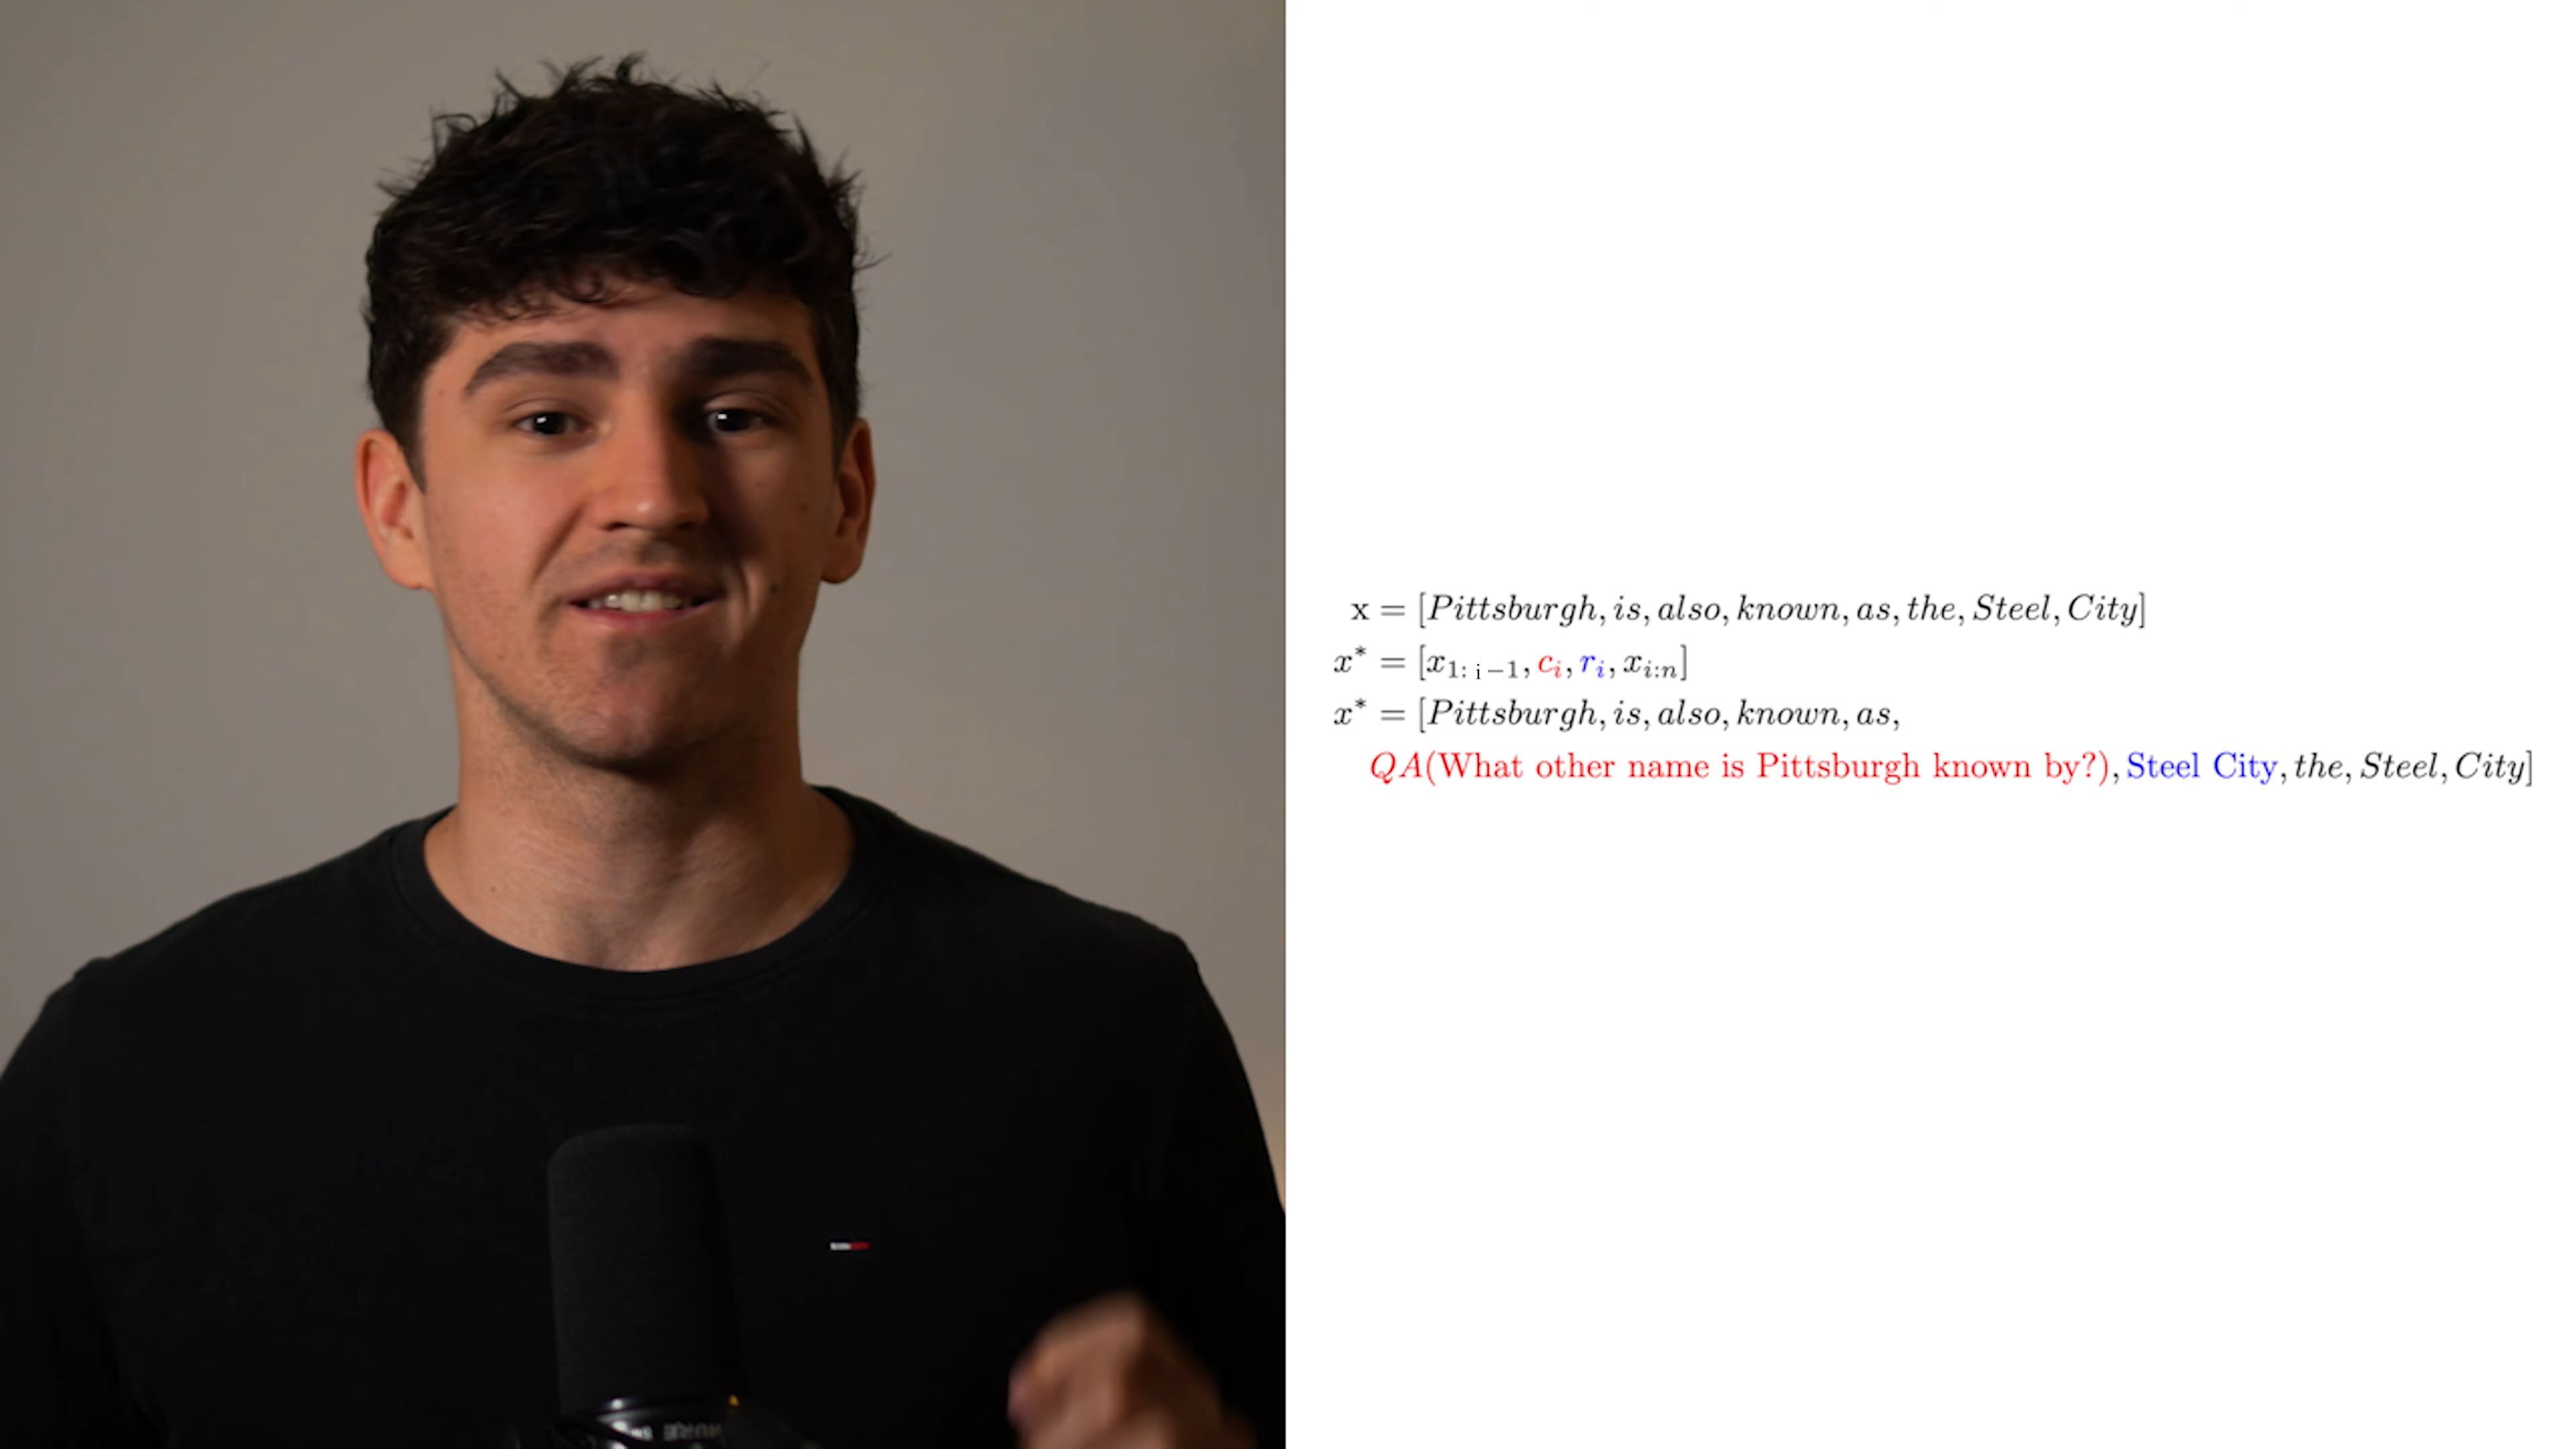 x = [Pittsburgh, is, also, known, as, the, Steel, City]
x* = [x1: i −1, ci, ri, xi:n]
x* = [Pittsburgh, is, also, known, as,
QA(What other name is Pittsburgh known by?), Steel City, the, Steel, City]